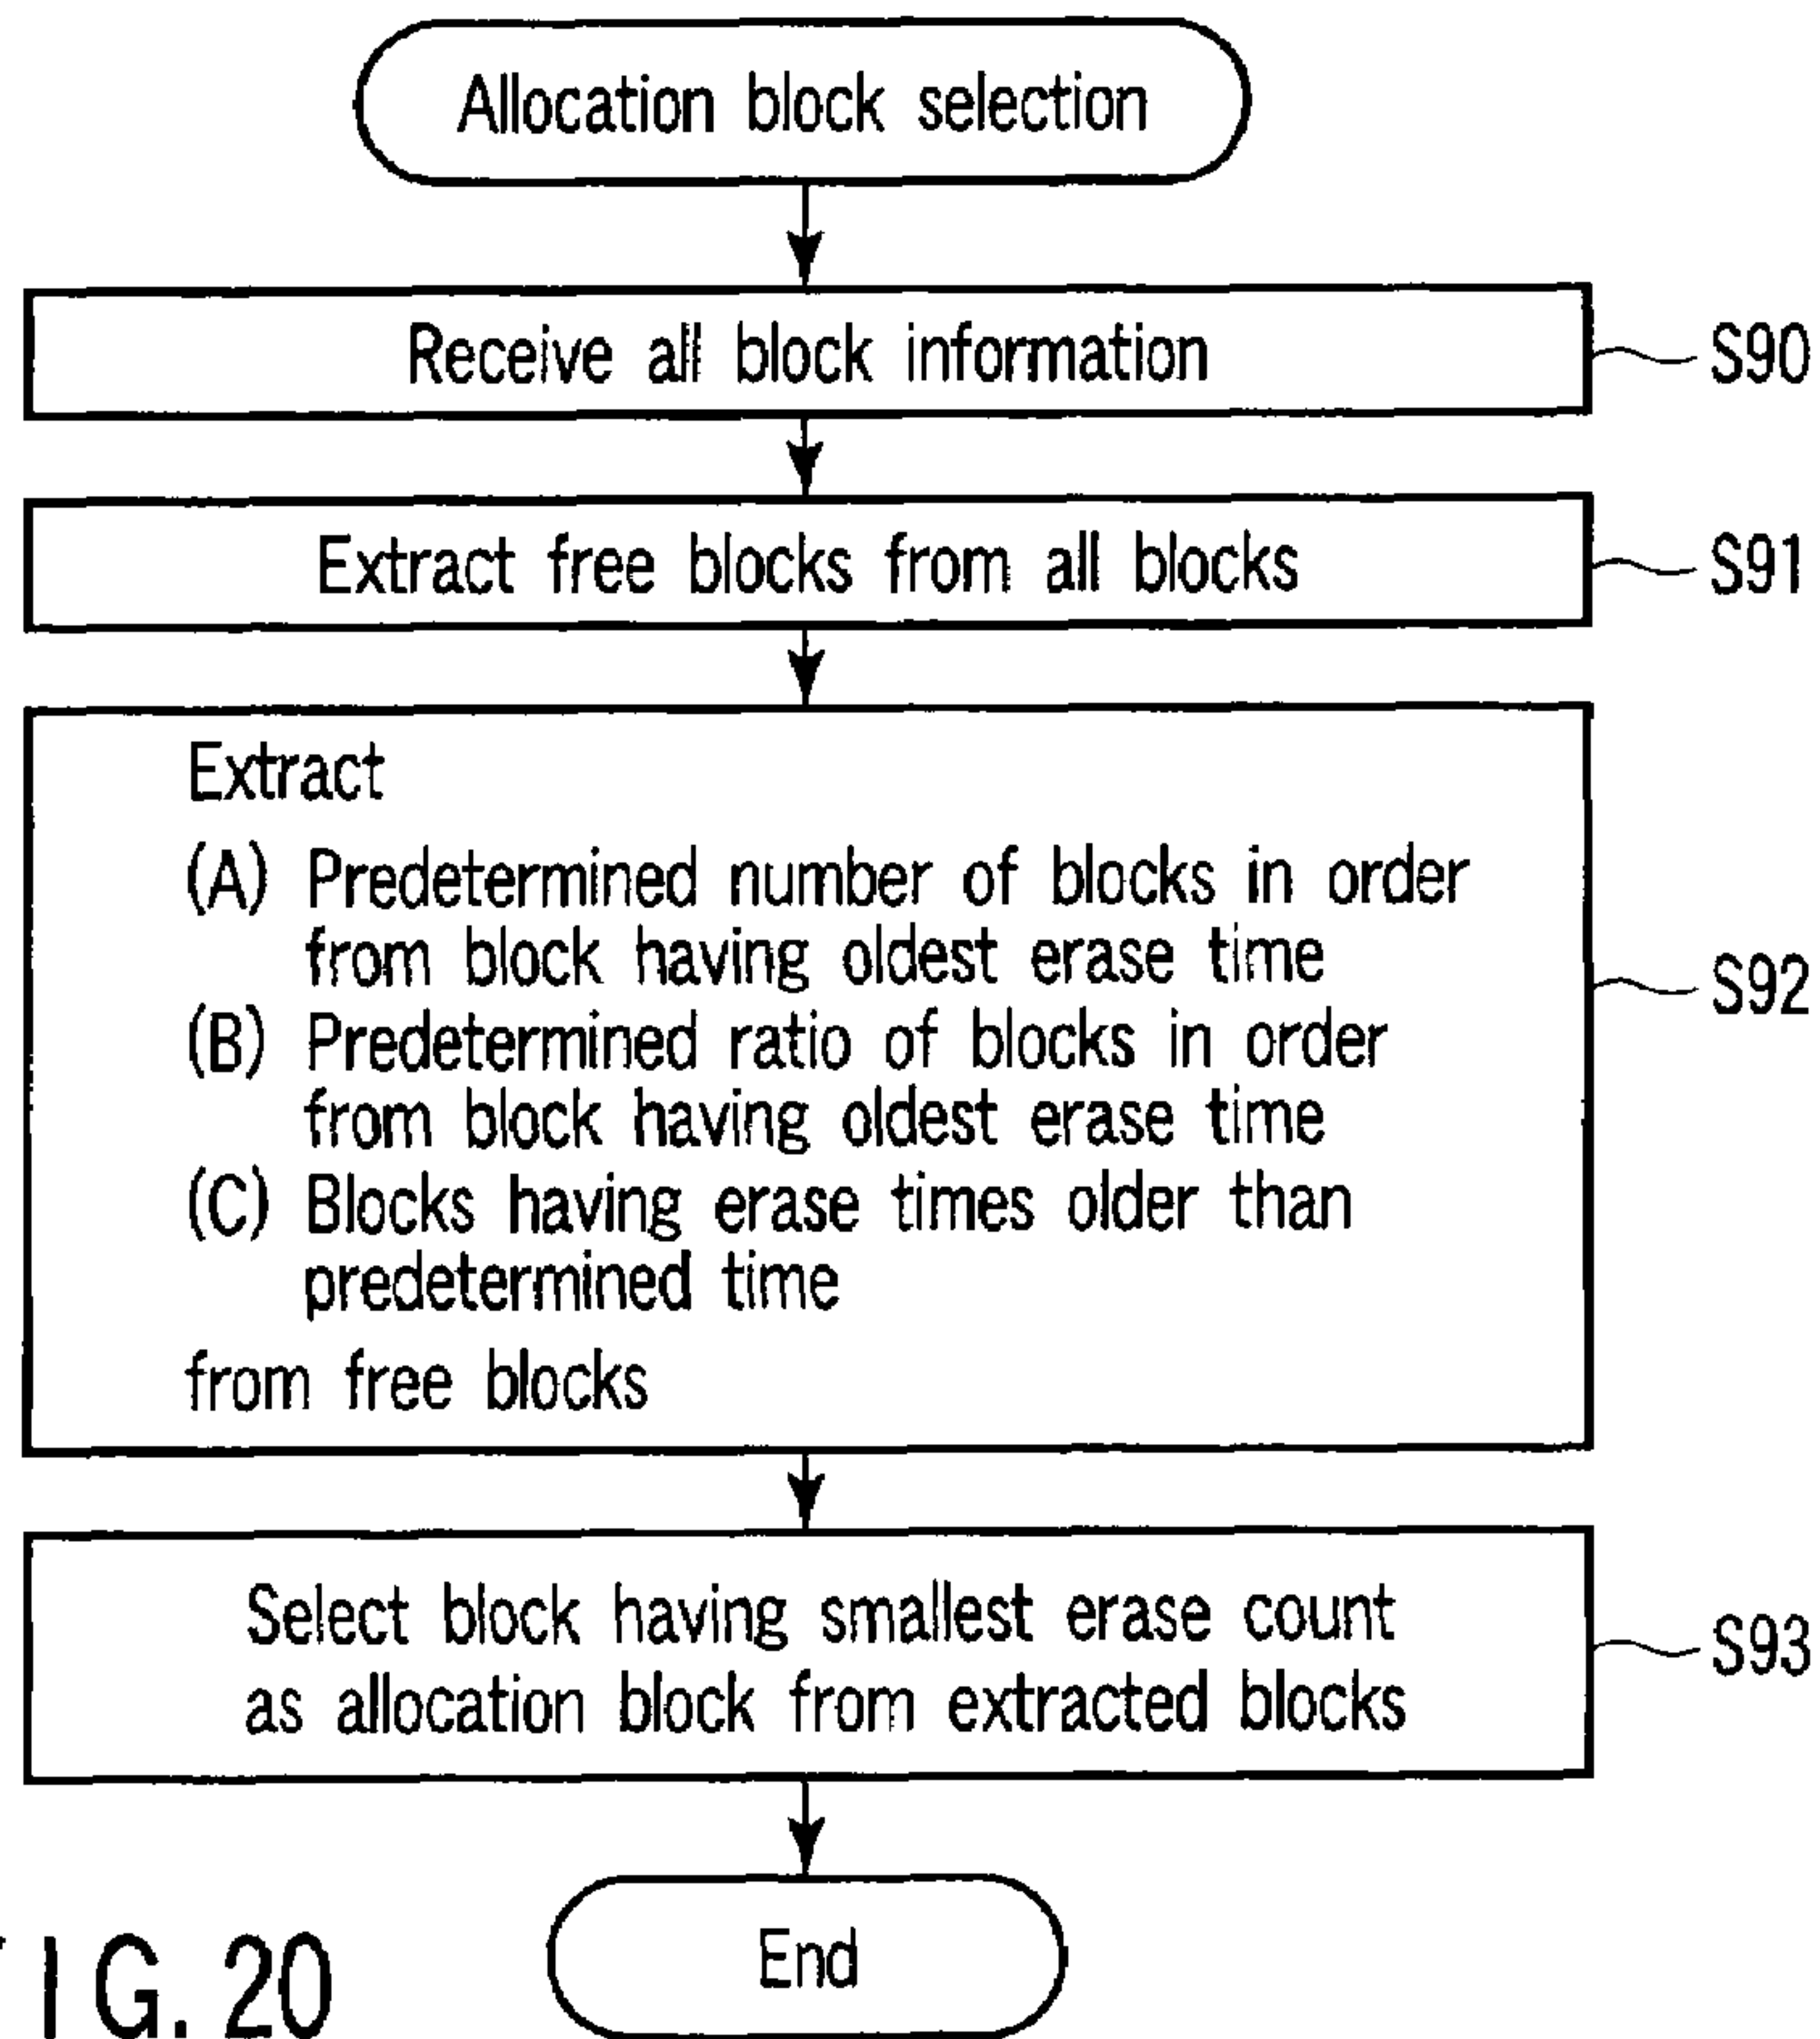 Allocation block selection
Receive all block information
S90
Extract free blocks from all blocks
S91
Extract
(A) Predetermined number of blocks in order
from block having oldest erase time
(B) Predetermined ratio of blocks in order
from block having oldest erase time
(C) Blocks having erase times older than
predetermined time
from free blocks
S92
Select block having smallest erase count
as allocation block from extracted blocks
S93
End
FIG. 20